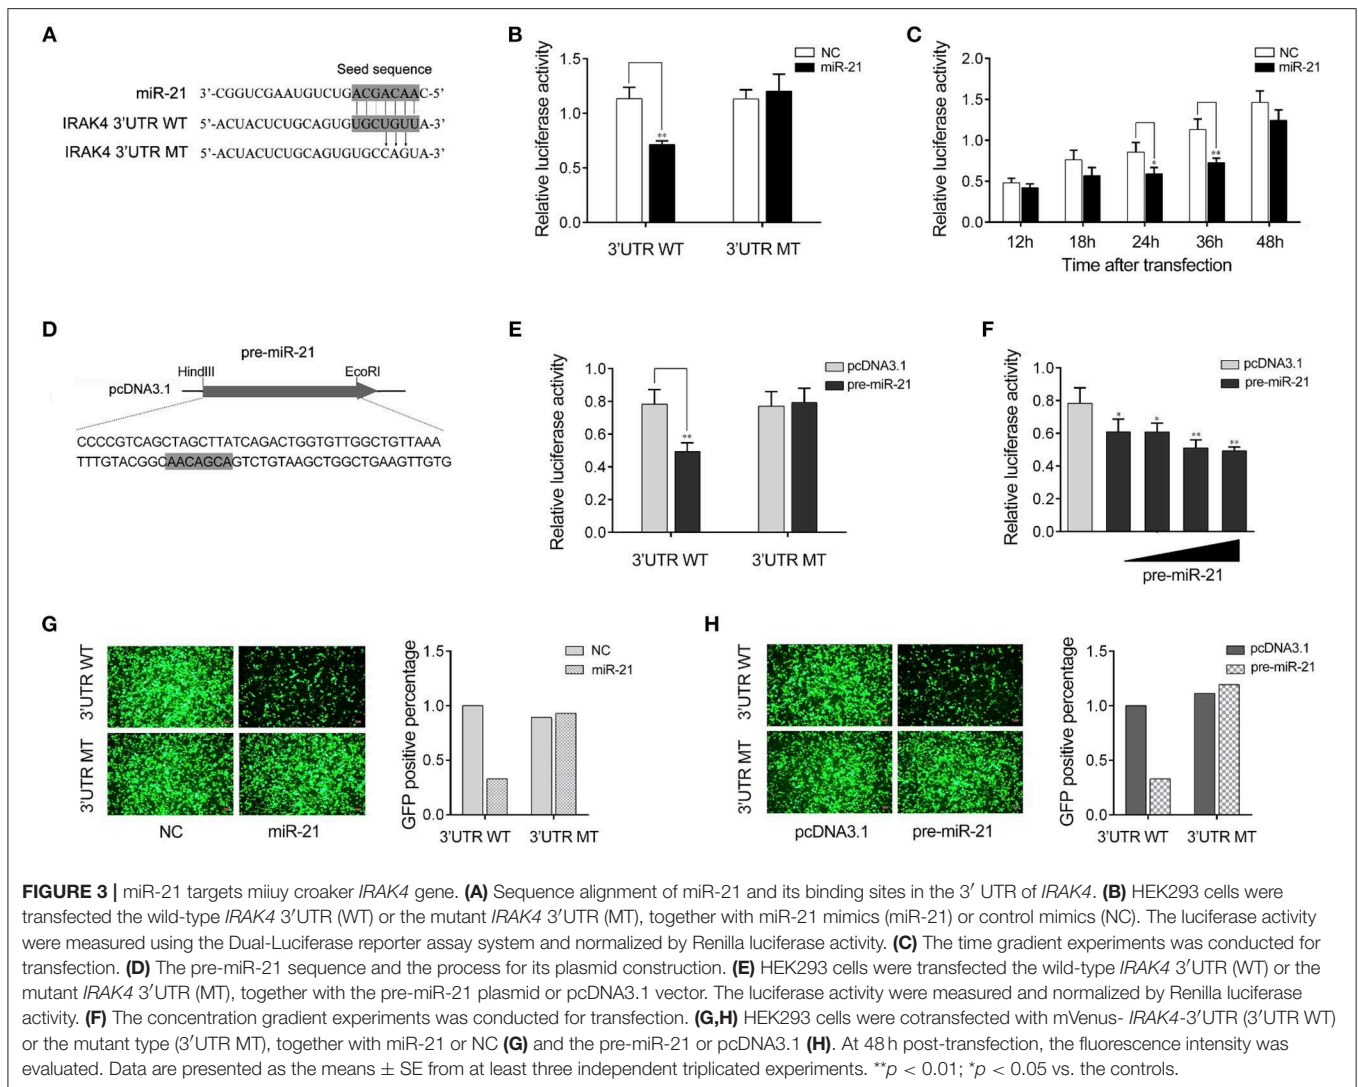 A
Seed sequence
miR-21 3'-CGGUCGAAUGUCUGACGACAAC-5'
IRAK4 3'UTR WT 5'-ACUACUCUGCAGUGUGCUGUUA-3'
IRAK4 3'UTR MT 5'-ACUACUCUGCAGUGUGCCAGUA-3'
B
NC
miR-21
Relative luciferase activity
1.5
1.0
0.5
0.0
**
3'UTR WT 3'UTR MT
C
NC
miR-21
Relative luciferase activity
2.0
1.5
1.0
0.5
0.0
*
**
12h 18h 24h 36h 48h
Time after transfection
D
pre-miR-21
HindIII EcoRI
pcDNA3.1
CCCCGTCAGCTAGCTTATCAGACTGGTGTTGGCTGTTAAA
TTTGTACGGCAACAGCAGTCTGTAAGCTGGCTGAAGTTGTG
E
pcDNA3.1
pre-miR-21
Relative luciferase activity
1.0
0.8
0.6
0.4
0.2
0.0
**
3'UTR WT 3'UTR MT
F
pcDNA3.1
pre-miR-21
Relative luciferase activity
1.0
0.8
0.6
0.4
0.2
0.0
* * ** **
pre-miR-21
G
3'UTR WT
3'UTR MT
NC miR-21
NC
miR-21
GFP positive percentage
1.5
1.0
0.5
0.0
3'UTR WT 3'UTR MT
H
3'UTR WT
3'UTR MT
pcDNA3.1 pre-miR-21
pcDNA3.1
pre-miR-21
GFP positive percentage
1.5
1.0
0.5
0.0
3'UTR WT 3'UTR MT
FIGURE 3 | miR-21 targets miiuy croaker IRAK4 gene. (A) Sequence alignment of miR-21 and its binding sites in the 3′ UTR of IRAK4. (B) HEK293 cells were
transfected the wild-type IRAK4 3′UTR (WT) or the mutant IRAK4 3′UTR (MT), together with miR-21 mimics (miR-21) or control mimics (NC). The luciferase activity
were measured using the Dual-Luciferase reporter assay system and normalized by Renilla luciferase activity. (C) The time gradient experiments was conducted for
transfection. (D) The pre-miR-21 sequence and the process for its plasmid construction. (E) HEK293 cells were transfected the wild-type IRAK4 3′UTR (WT) or the
mutant IRAK4 3′UTR (MT), together with the pre-miR-21 plasmid or pcDNA3.1 vector. The luciferase activity were measured and normalized by Renilla luciferase
activity. (F) The concentration gradient experiments was conducted for transfection. (G,H) HEK293 cells were cotransfected with mVenus- IRAK4-3′UTR (3′UTR WT)
or the mutant type (3′UTR MT), together with miR-21 or NC (G) and the pre-miR-21 or pcDNA3.1 (H). At 48 h post-transfection, the fluorescence intensity was
evaluated. Data are presented as the means ± SE from at least three independent triplicated experiments. **p < 0.01; *p < 0.05 vs. the controls.